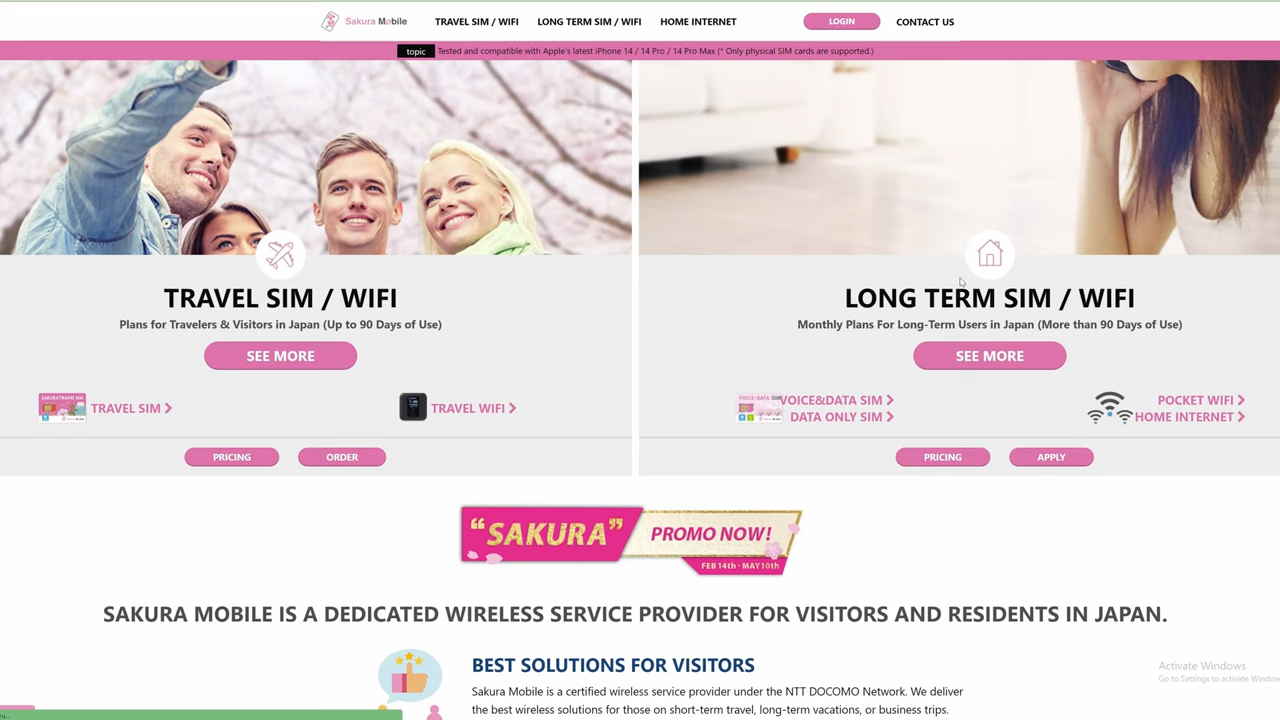 Sakura Mobile
TRAVEL SIM / WIFI
LONG TERM SIM / WIFI
HOME INTERNET
LOGIN
CONTACT US
topic
Tested and compatible with Apple's latest iPhone 14 / 14 Pro / 14 Pro Max (* Only physical SIM cards are supported.)
TRAVEL SIM / WIFI
Plans for Travelers & Visitors in Japan (Up to 90 Days of Use)
SEE MORE
SAKURA TRAVEL SIM
TRAVEL SIM
TRAVEL WIFI
PRICING
ORDER
LONG TERM SIM / WIFI
Monthly Plans For Long-Term Users in Japan (More than 90 Days of Use)
SEE MORE
VOICE+DATA SIM
VOICE&DATA SIM
DATA ONLY SIM
POCKET WIFI
HOME INTERNET
PRICING
APPLY
“SAKURA”
PROMO NOW!
FEB 14th - MAY 10th
SAKURA MOBILE IS A DEDICATED WIRELESS SERVICE PROVIDER FOR VISITORS AND RESIDENTS IN JAPAN.
BEST SOLUTIONS FOR VISITORS
Sakura Mobile is a certified wireless service provider under the NTT DOCOMO Network. We deliver
the best wireless solutions for those on short-term travel, long-term vacations, or business trips.
Activate Windows
Go to Settings to activate Window